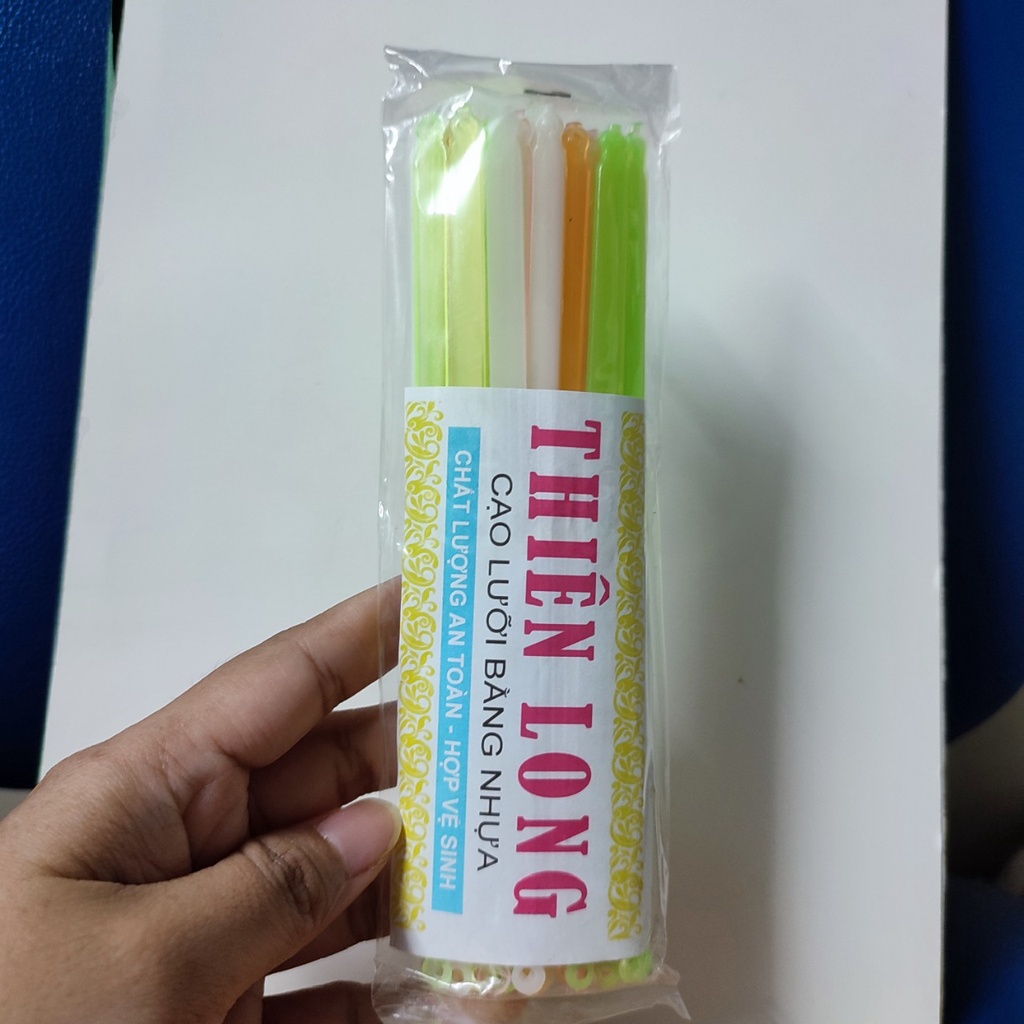 THIÊN LONG
CẠO LƯỠI BẰNG NHỰA
CHẤT LƯỢNG AN TOÀN - HỢP VỆ SINH